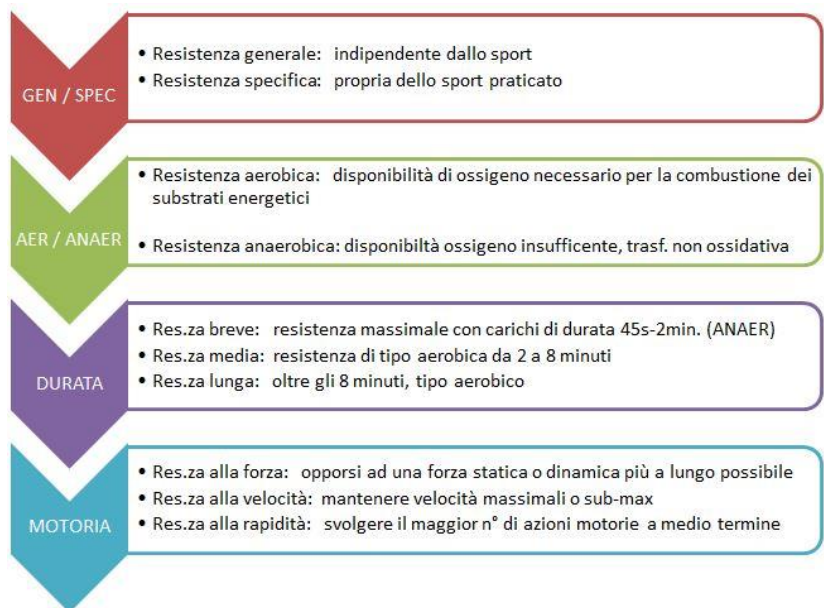 GEN / SPEC
• Resistenza generale: indipendente dallo sport
• Resistenza specifica: propria dello sport praticato
AER / ANAER
• Resistenza aerobica: disponibilità di ossigeno necessario per la combustione dei
substrati energetici
• Resistenza anaerobica: disponibiltà ossigeno insufficente, trasf. non ossidativa
DURATA
• Res.za breve: resistenza massimale con carichi di durata 45s-2min. (ANAER)
• Res.za media: resistenza di tipo aerobica da 2 a 8 minuti
• Res.za lunga: oltre gli 8 minuti, tipo aerobico
MOTORIA
• Res.za alla forza: opporsi ad una forza statica o dinamica più a lungo possibile
• Res.za alla velocità: mantenere velocità massimali o sub-max
• Res.za alla rapidità: svolgere il maggior n° di azioni motorie a medio termine